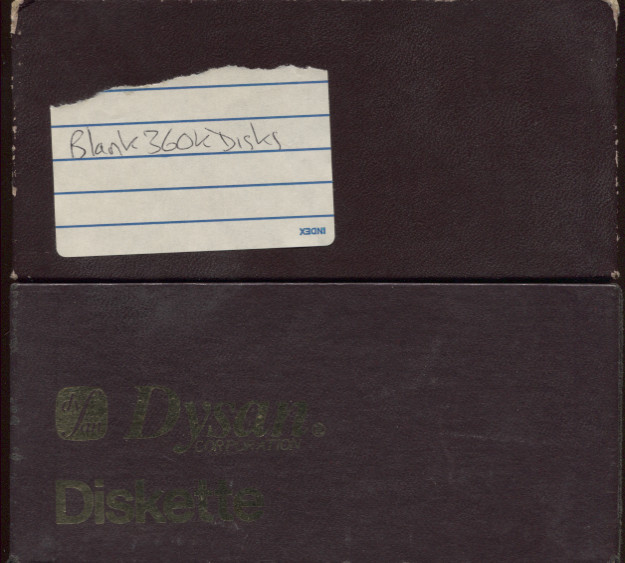 Blank 360k Disks
INDEX
Dysan®
CORPORATION
Diskette